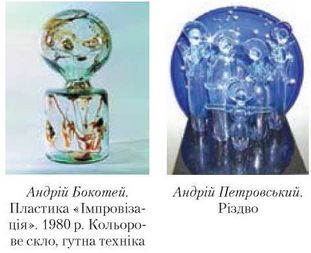 Андрій Бокотей.
Пластика «Імпровіза-
ція». 1980 р. Кольоро-
ве скло, гутна техніка
Андрій Петровський.
Різдво